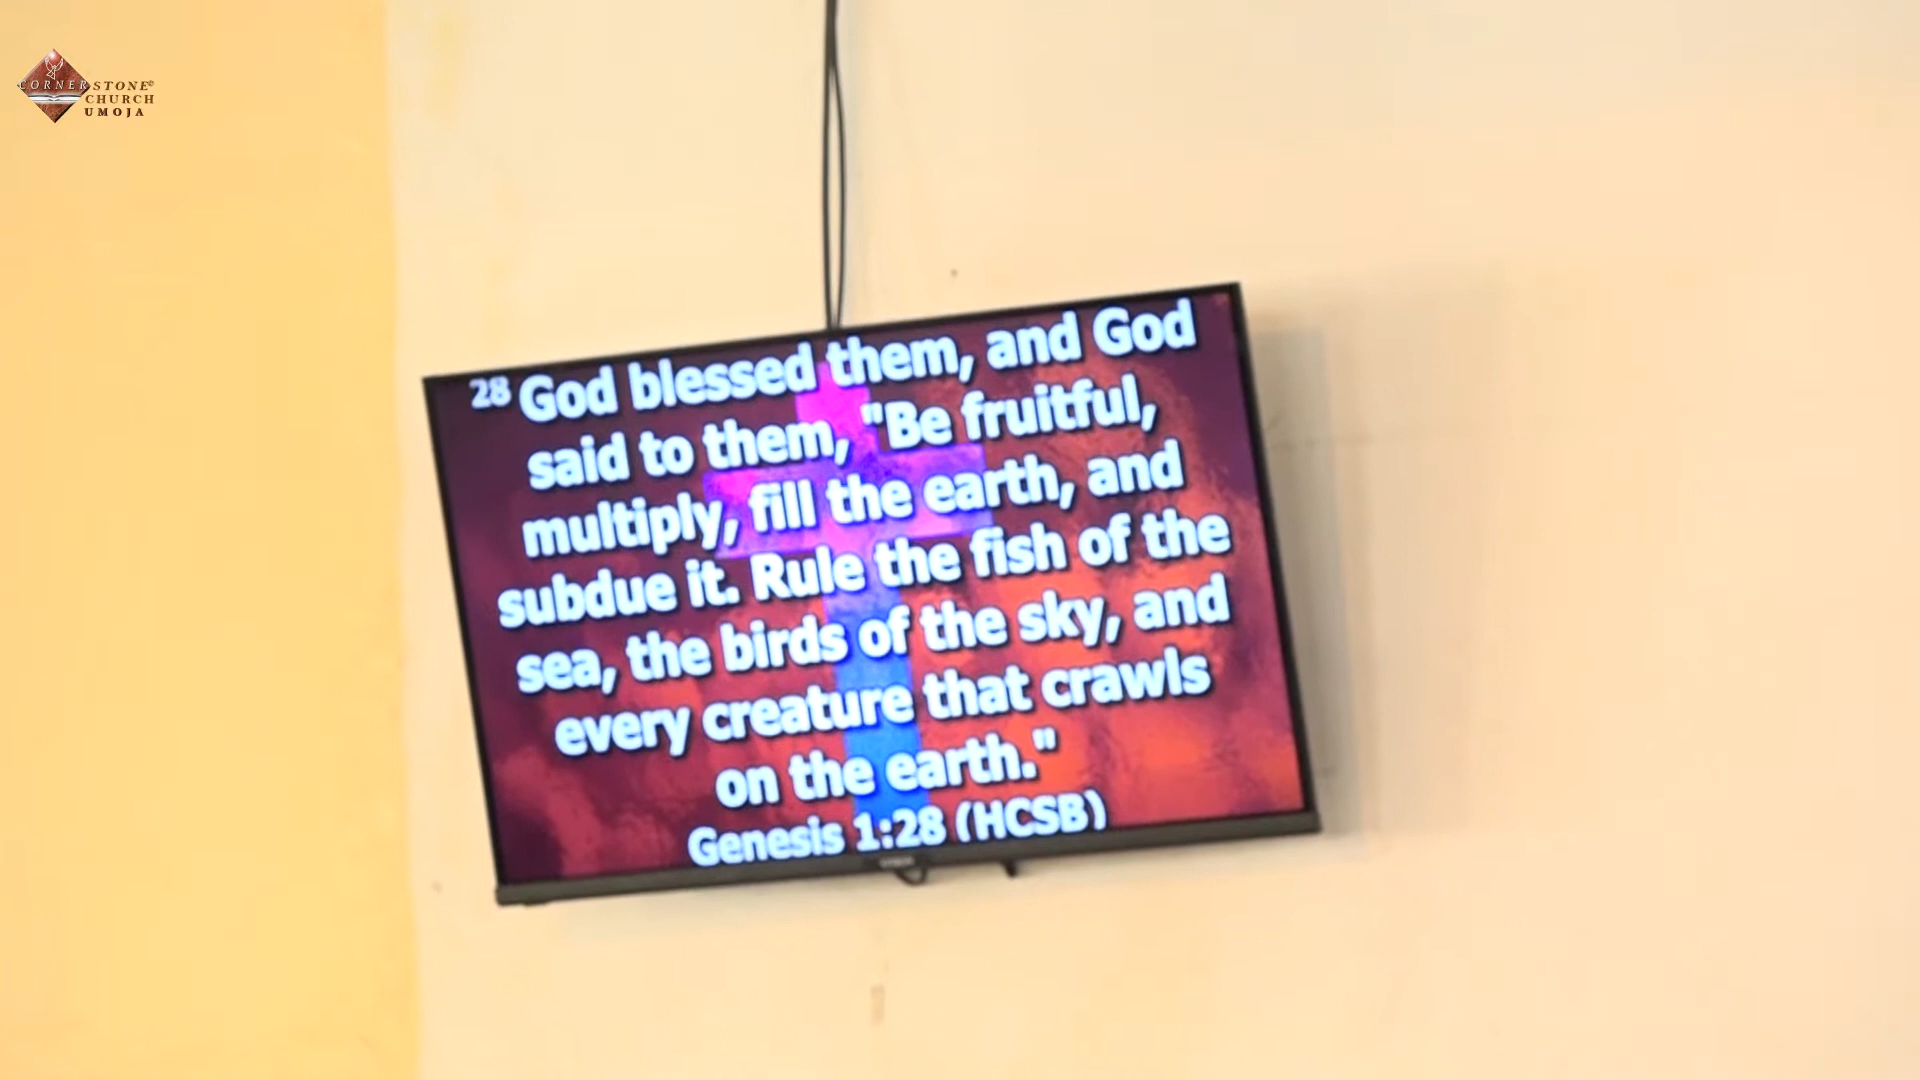 CORNERSTONE
CHURCH
UMOJA
28 God blessed them, and God
said to them, "Be fruitful,
multiply, fill the earth, and
subdue it. Rule the fish of the
sea, the birds of the sky, and
every creature that crawls
on the earth."
Genesis 1:28 (HCSB)